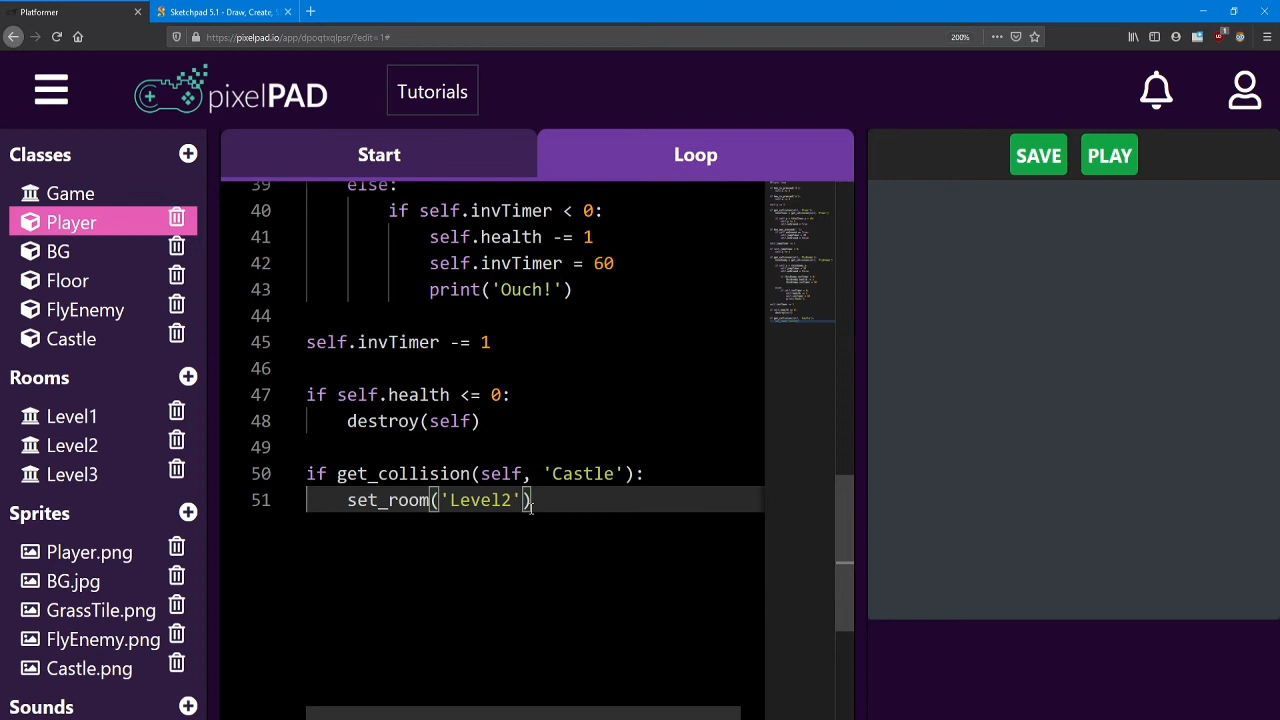 Platformer
Sketchpad 5.1 - Draw, Create,
https://pixelpad.io/app/dpoqtxqlpsr/?edit=1#
200%
pixelPAD
Tutorials
Classes
Game
Player
BG
Floor
FlyEnemy
Castle
Rooms
Level1
Level2
Level3
Sprites
Player.png
BG.jpg
GrassTile.png
FlyEnemy.png
Castle.png
Sounds
Start
Loop
39 else:
40 if self.invTimer < 0:
41 self.health -= 1
42 self.invTimer = 60
43 print('Ouch!')
44
45 self.invTimer -= 1
46
47 if self.health <= 0:
48 destroy(self)
49
50 if get_collision(self, 'Castle'):
51 set_room('Level2')
SAVE
PLAY